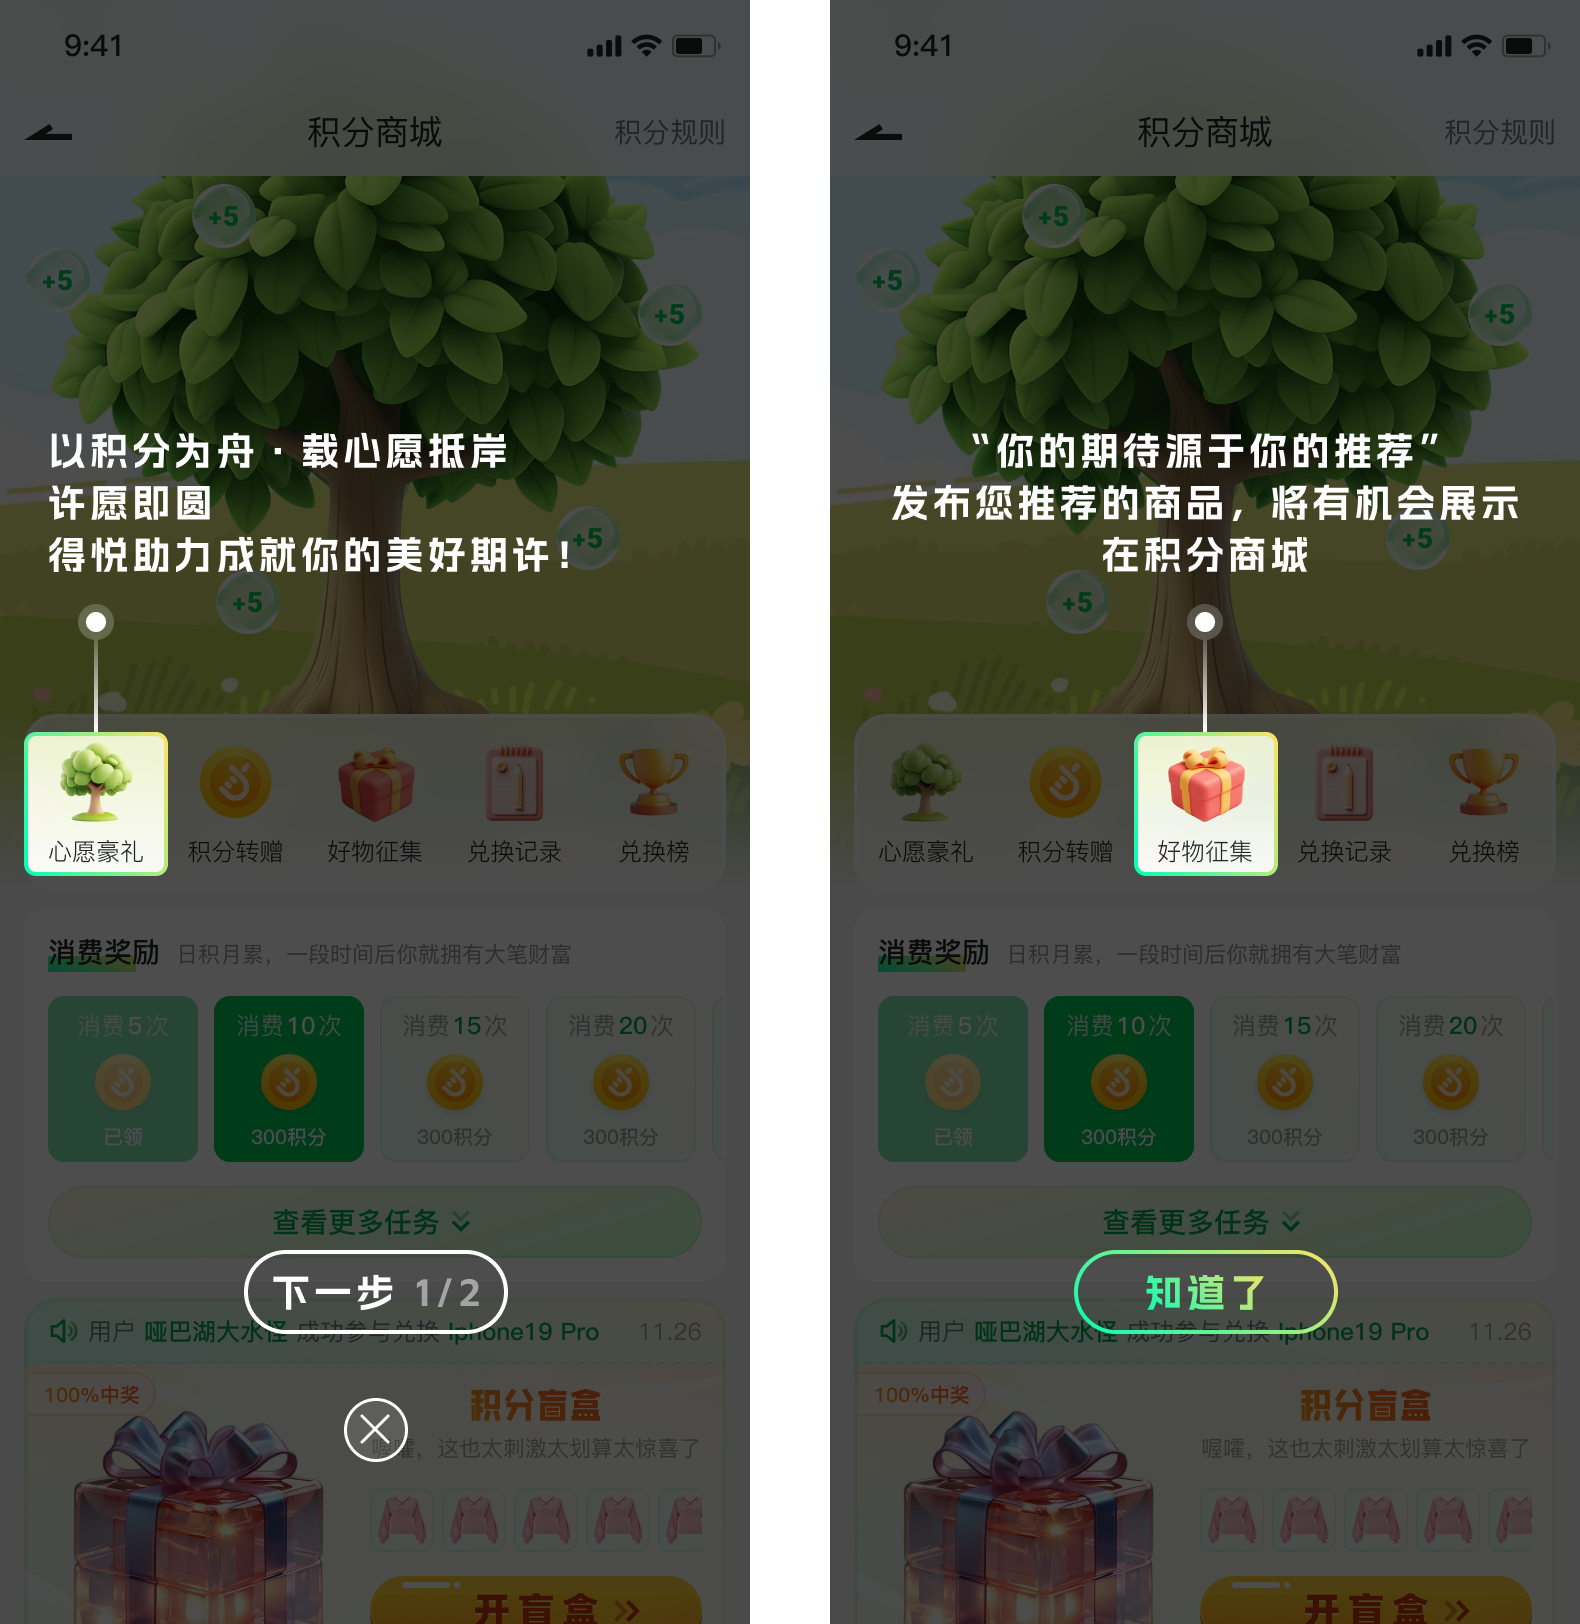 9:41
积分商城
积分规则
+5
+5
+5
以积分为舟·载心愿抵岸
许愿即圆
得悦助力成就你的美好期许！
+5
+5
心愿豪礼
积分转赠
好物征集
兑换记录
兑换榜
消费奖励
日积月累，一段时间后你就拥有大笔财富
消费5次
消费10次
消费15次
消费20次
已领
300积分
300积分
300积分
查看更多任务
下一步 1/2
用户 哑巴湖大水怪 成功参与兑换 Iphone19 Pro
11.26
100%中奖
积分盲盒
喔嚯，这也太刺激太划算太惊喜了
开盲盒
9:41
积分商城
积分规则
+5
+5
+5
“你的期待源于你的推荐”
发布您推荐的商品，将有机会展示
在积分商城
+5
+5
心愿豪礼
积分转赠
好物征集
兑换记录
兑换榜
消费奖励
日积月累，一段时间后你就拥有大笔财富
消费5次
消费10次
消费15次
消费20次
已领
300积分
300积分
300积分
查看更多任务
知道了
用户 哑巴湖大水怪 成功参与兑换 Iphone19 Pro
11.26
100%中奖
积分盲盒
喔嚯，这也太刺激太划算太惊喜了
开盲盒